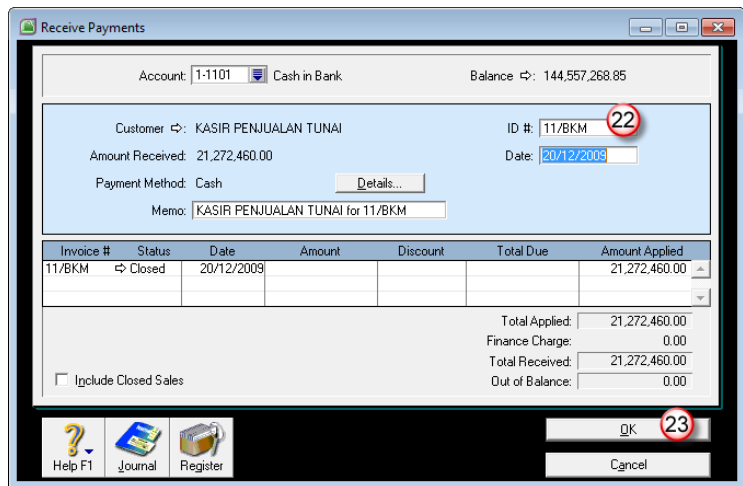 Receive Payments
Account: 1-1101 Cash in Bank Balance ⇨: 144,557,268.85
Customer ⇨: KASIR PENJUALAN TUNAI ID #: 11/BKM 22
Amount Received: 21,272,460.00 Date: 20/12/2009
Payment Method: Cash Details...
Memo: KASIR PENJUALAN TUNAI for 11/BKM
Invoice # Status Date Amount Discount Total Due Amount Applied
11/BKM ⇨ Closed 20/12/2009 21,272,460.00
Total Applied: 21,272,460.00
Finance Charge: 0.00
Total Received: 21,272,460.00
Include Closed Sales Out of Balance: 0.00
OK 23
Help F1 Journal Register Cancel